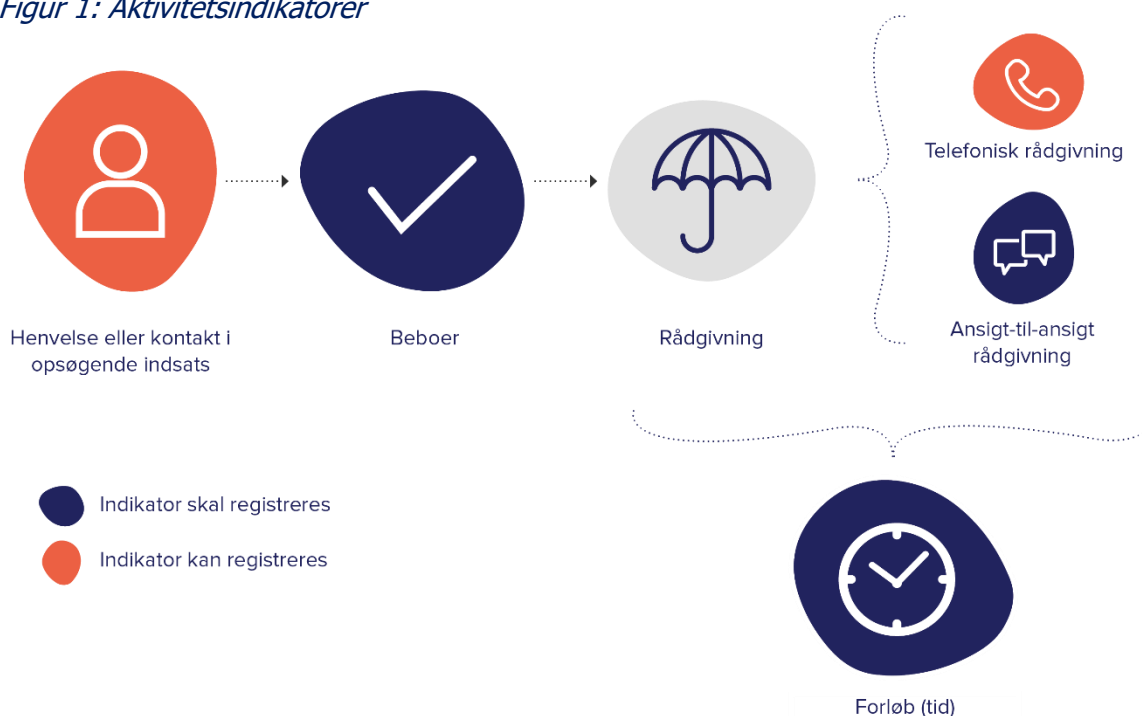 Figur 1: Aktivitetsindikatorer
Telefonisk rådgivning
Henvelse eller kontakt i
opsøgende indsats
Beboer
Rådgivning
Ansigt-til-ansigt
rådgivning
Indikator skal registreres
Indikator kan registreres
Forløb (tid)